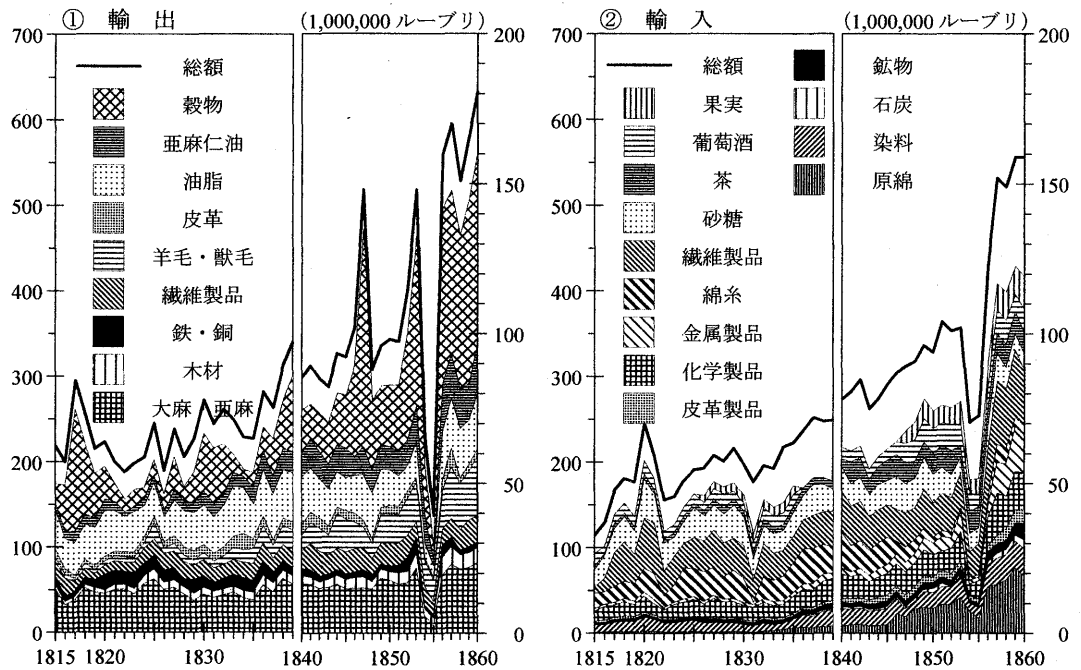 ① 輸 出 (1,000,000 ルーブリ)
700
600
500
400
300
200
100
0
総額
穀物
亜麻仁油
油脂
皮革
羊毛・獣毛
繊維製品
鉄・銅
木材
大麻 亜麻
200
150
100
50
0
1815 1820 1830 1840 1850 1860
② 輸 入 (1,000,000 ルーブリ)
700
600
500
400
300
200
100
0
総額
果実
葡萄酒
茶
砂糖
繊維製品
綿糸
金属製品
化学製品
皮革製品
鉱物
石炭
染料
原綿
200
150
100
50
0
1815 1820 1830 1840 1850 1860